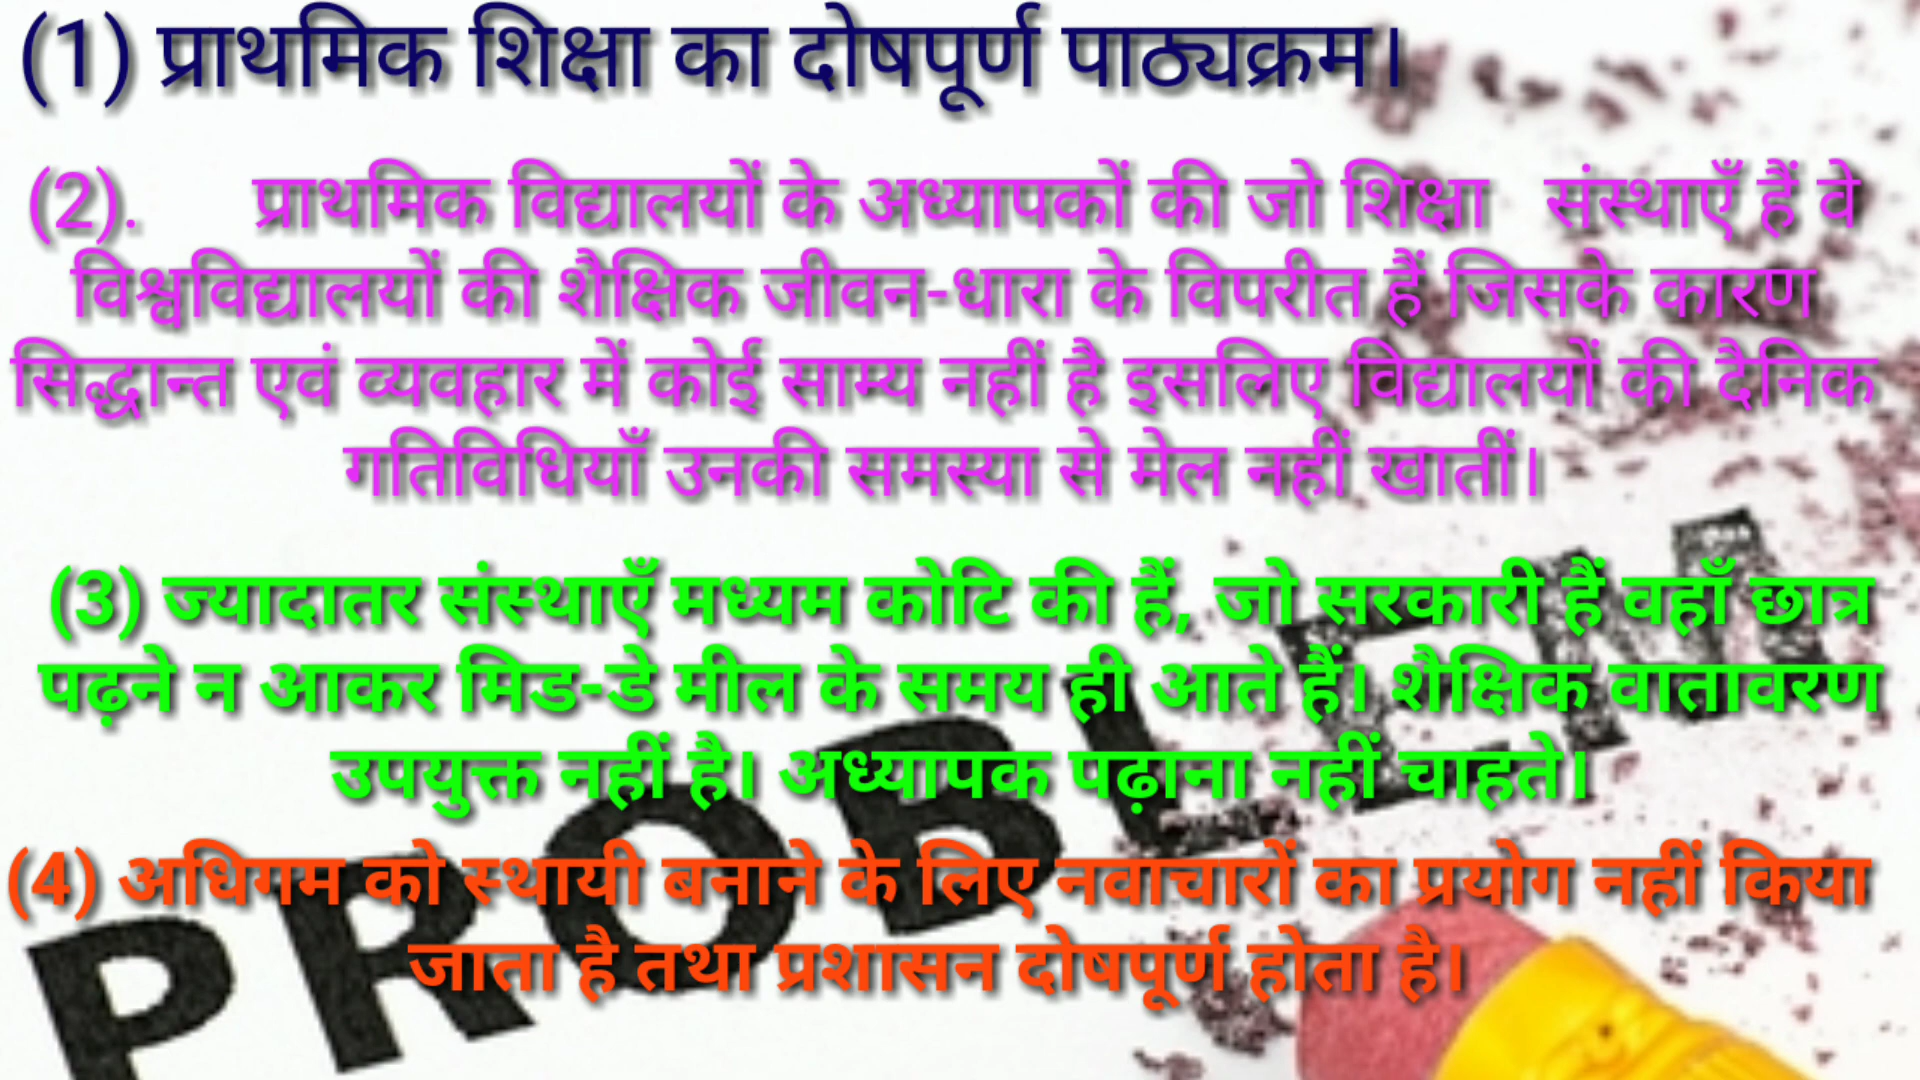 (1) प्राथमिक शिक्षा का दोषपूर्ण पाठ्यक्रम।
(2). प्राथमिक विद्यालयों के अध्यापकों की जो शिक्षा संस्थाएँ हैं वे
विश्वविद्यालयों की शैक्षिक जीवन-धारा के विपरीत हैं जिसके कारण
सिद्धान्त एवं व्यवहार में कोई साम्य नहीं है इसलिए विद्यालयों की दैनिक
गतिविधियाँ उनकी समस्या से मेल नहीं खातीं।
(3) ज्यादातर संस्थाएँ मध्यम कोटि की हैं, जो सरकारी हैं वहाँ छात्र
पढ़ने न आकर मिड-डे मील के समय ही आते हैं। शैक्षिक वातावरण
उपयुक्त नहीं है। अध्यापक पढ़ाना नहीं चाहते।
(4) अधिगम को स्थायी बनाने के लिए नवाचारों का प्रयोग नहीं किया
जाता है तथा प्रशासन दोषपूर्ण होता है।
PROBLEM